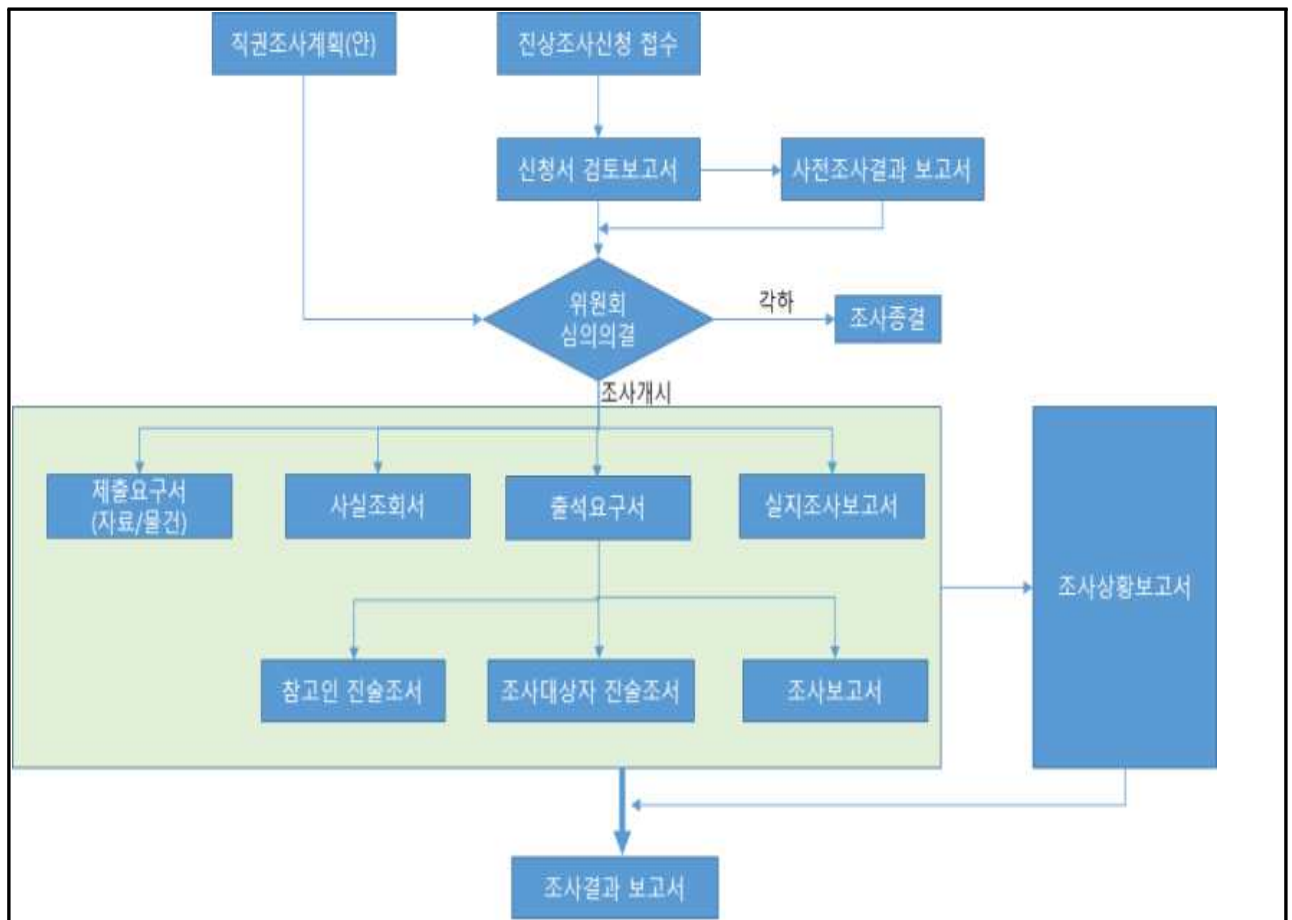 직권조사계획(안)
진상조사신청 접수
신청서 검토보고서
사전조사결과 보고서
위원회
심의의결
각하
조사종결
조사개시
제출요구서
(자료/물건)
사실조회서
출석요구서
실지조사보고서
조사상황보고서
참고인 진술조서
조사대상자 진술조서
조사보고서
조사결과 보고서